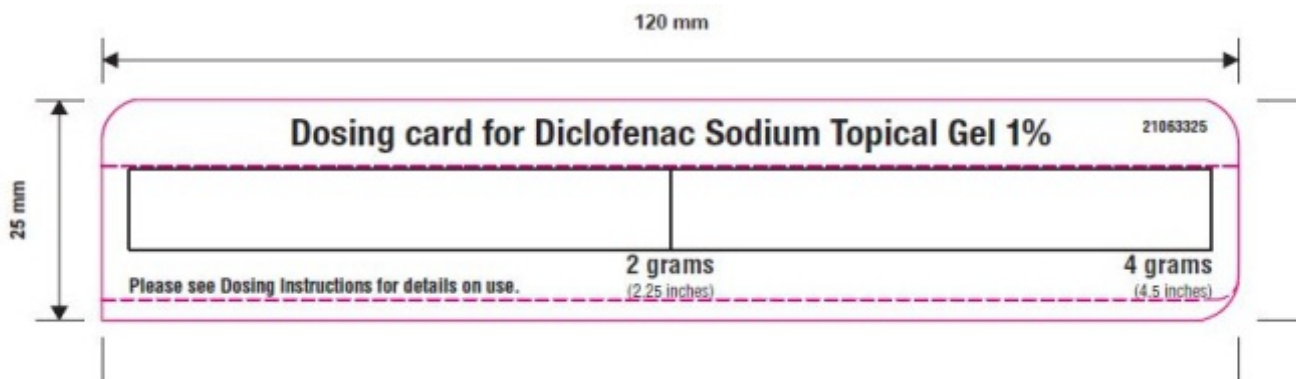 120 mm
Dosing card for Diclofenac Sodium Topical Gel 1% 21063325
25 mm
2 grams 4 grams
Please see Dosing Instructions for details on use. (2.25 inches) (4.5 inches)